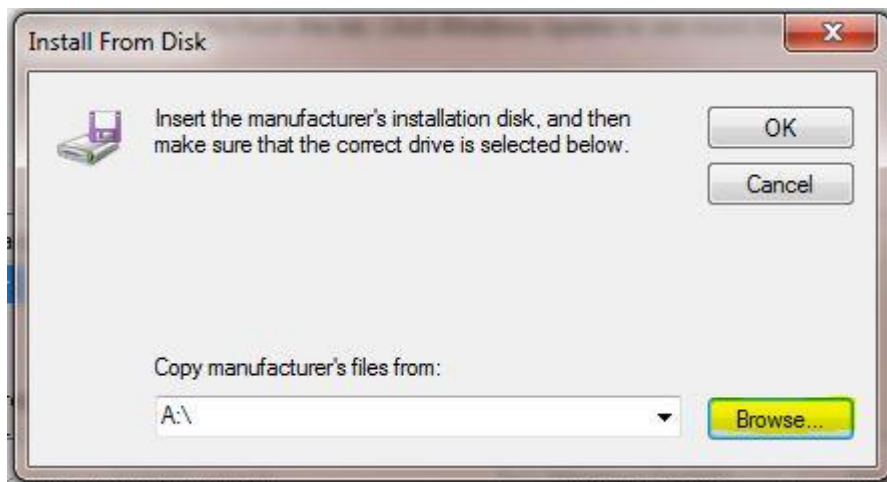 Install From Disk
Insert the manufacturer's installation disk, and then
make sure that the correct drive is selected below.
OK
Cancel
Copy manufacturer's files from:
A:\
Browse...